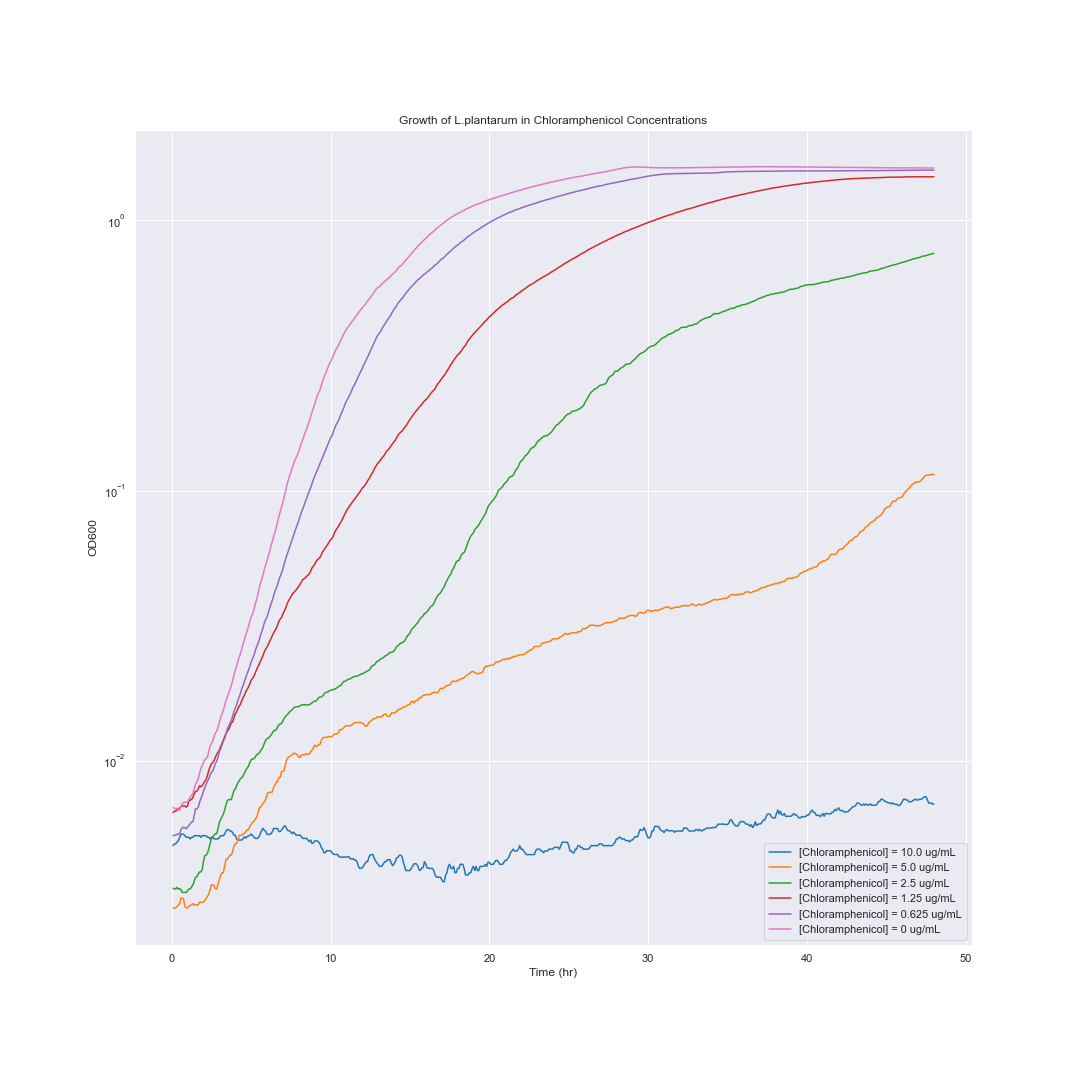 Growth of L.plantarum in Chloramphenicol Concentrations
OD600
10⁰
10⁻¹
10⁻²
0 10 20 30 40 50
Time (hr)
[Chloramphenicol] = 10.0 ug/mL
[Chloramphenicol] = 5.0 ug/mL
[Chloramphenicol] = 2.5 ug/mL
[Chloramphenicol] = 1.25 ug/mL
[Chloramphenicol] = 0.625 ug/mL
[Chloramphenicol] = 0 ug/mL